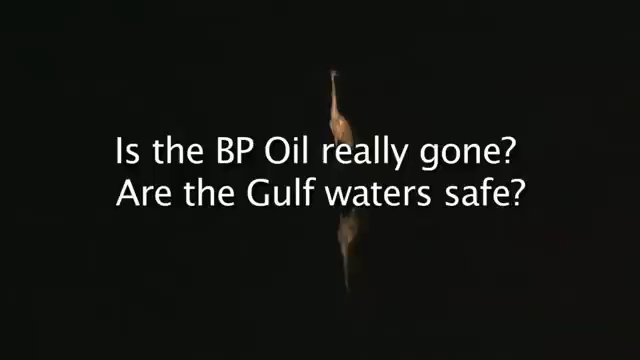 Is the BP Oil really gone?
Are the Gulf waters safe?